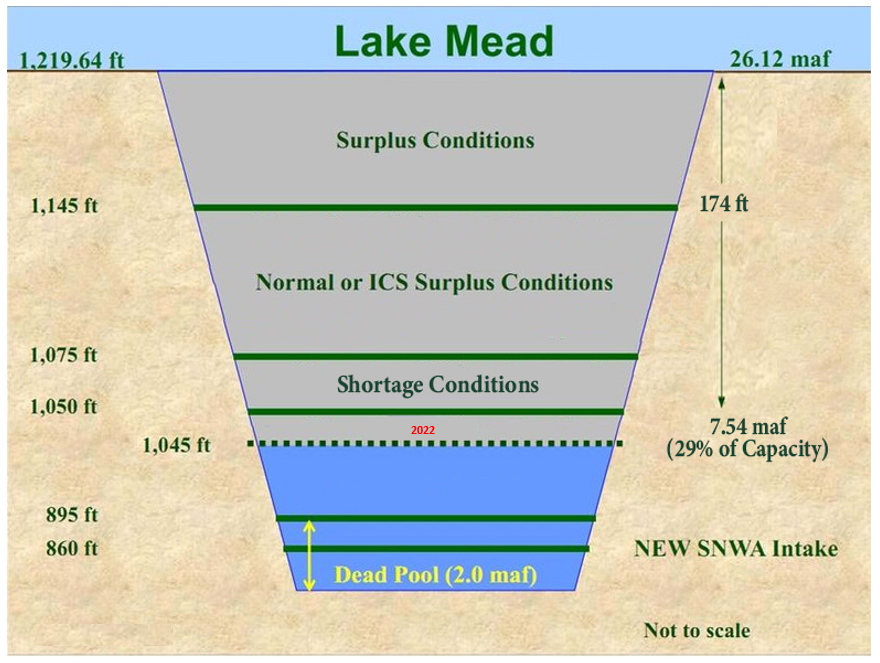 Lake Mead
1,219.64 ft
26.12 maf
Surplus Conditions
1,145 ft
174 ft
Normal or ICS Surplus Conditions
1,075 ft
Shortage Conditions
1,050 ft
2022
7.54 maf
(29% of Capacity)
1,045 ft
895 ft
860 ft
NEW SNWA Intake
Dead Pool (2.0 maf)
Not to scale